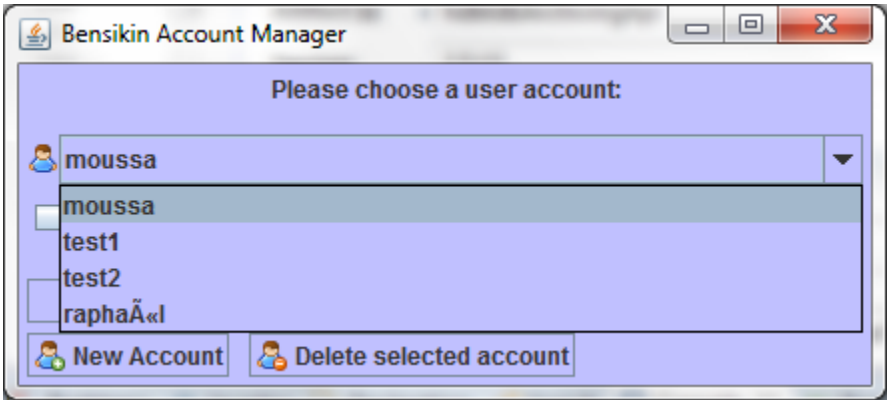 Bensikin Account Manager
Please choose a user account:
moussa
moussa
test1
test2
raphaÃ«l
New Account
Delete selected account